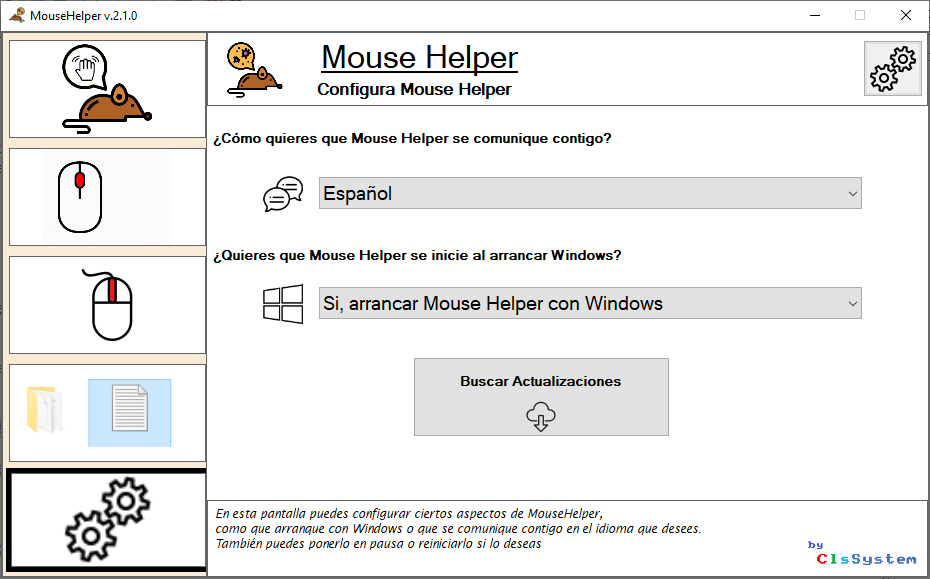 MouseHelper v.2.1.0
Mouse Helper
Configura Mouse Helper
¿Cómo quieres que Mouse Helper se comunique contigo?
Español
¿Quieres que Mouse Helper se inicie al arrancar Windows?
Si, arrancar Mouse Helper con Windows
Buscar Actualizaciones
En esta pantalla puedes configurar ciertos aspectos de MouseHelper,
como que arranque con Windows o que se comunique contigo en el idioma que desees.
También puedes ponerlo en pausa o reiniciarlo si lo deseas
by
ClsSystem